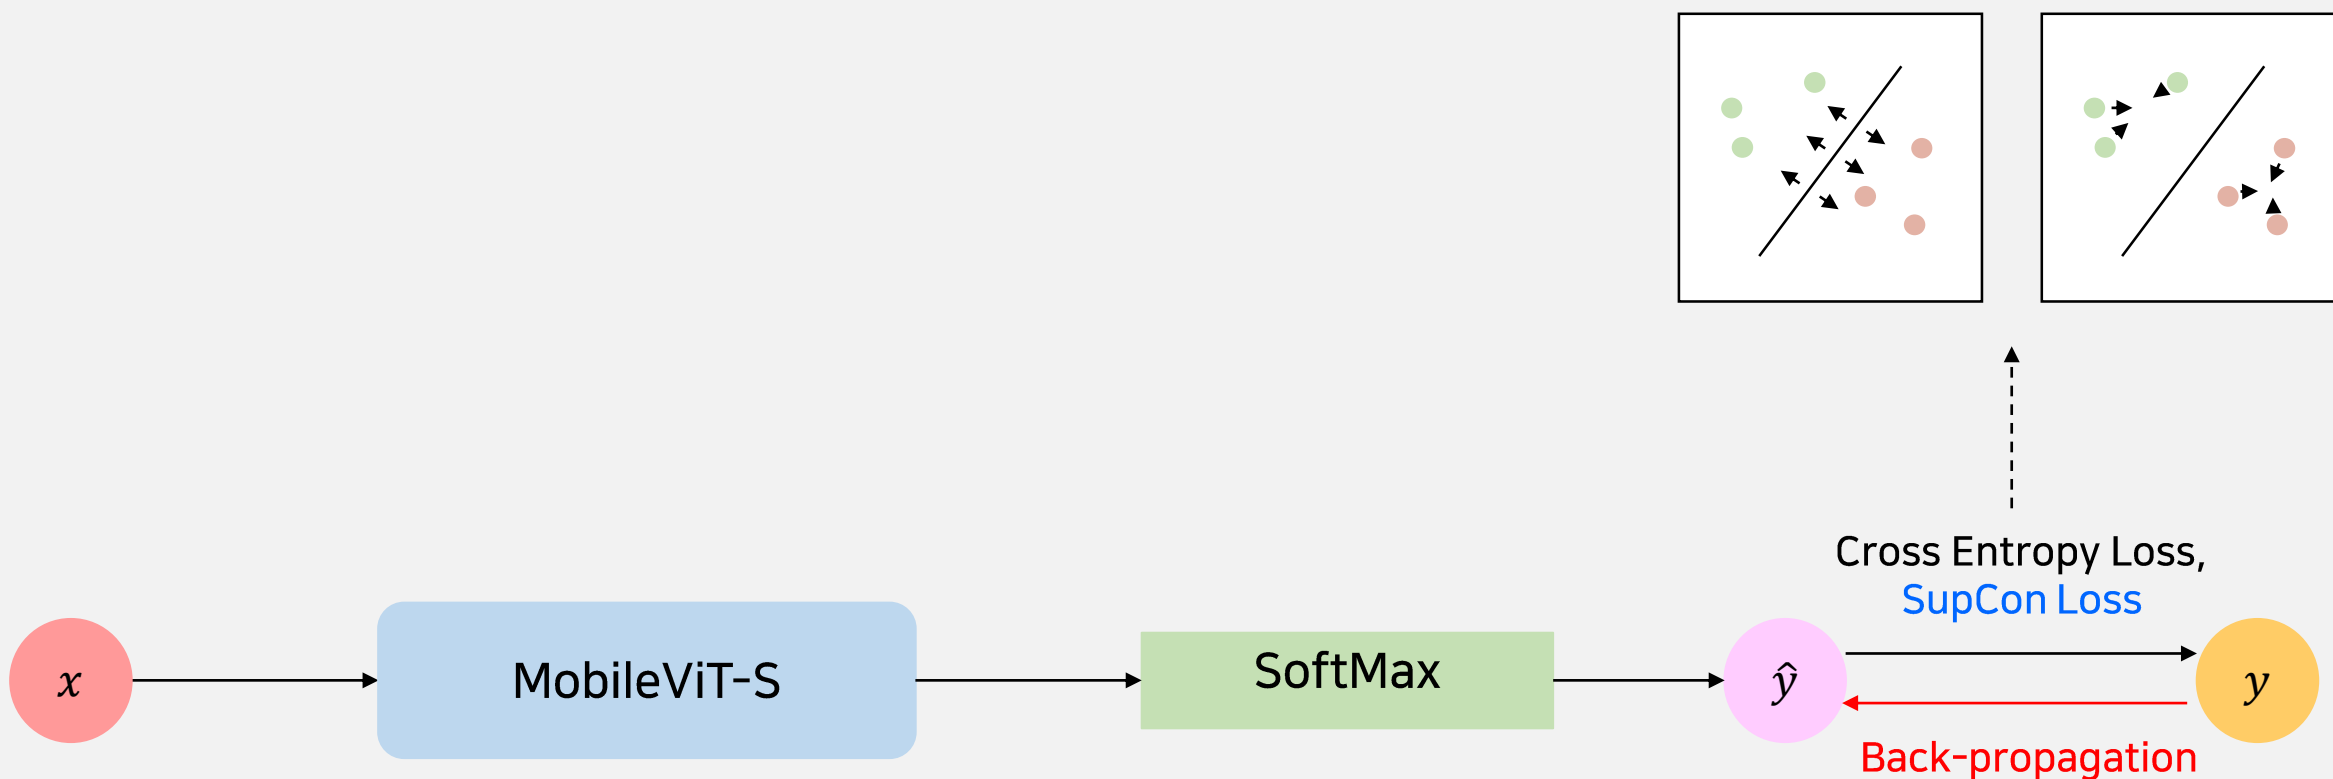 Cross Entropy Loss,
SupCon Loss
x
MobileViT-S
SoftMax
ŷ
y
Back-propagation